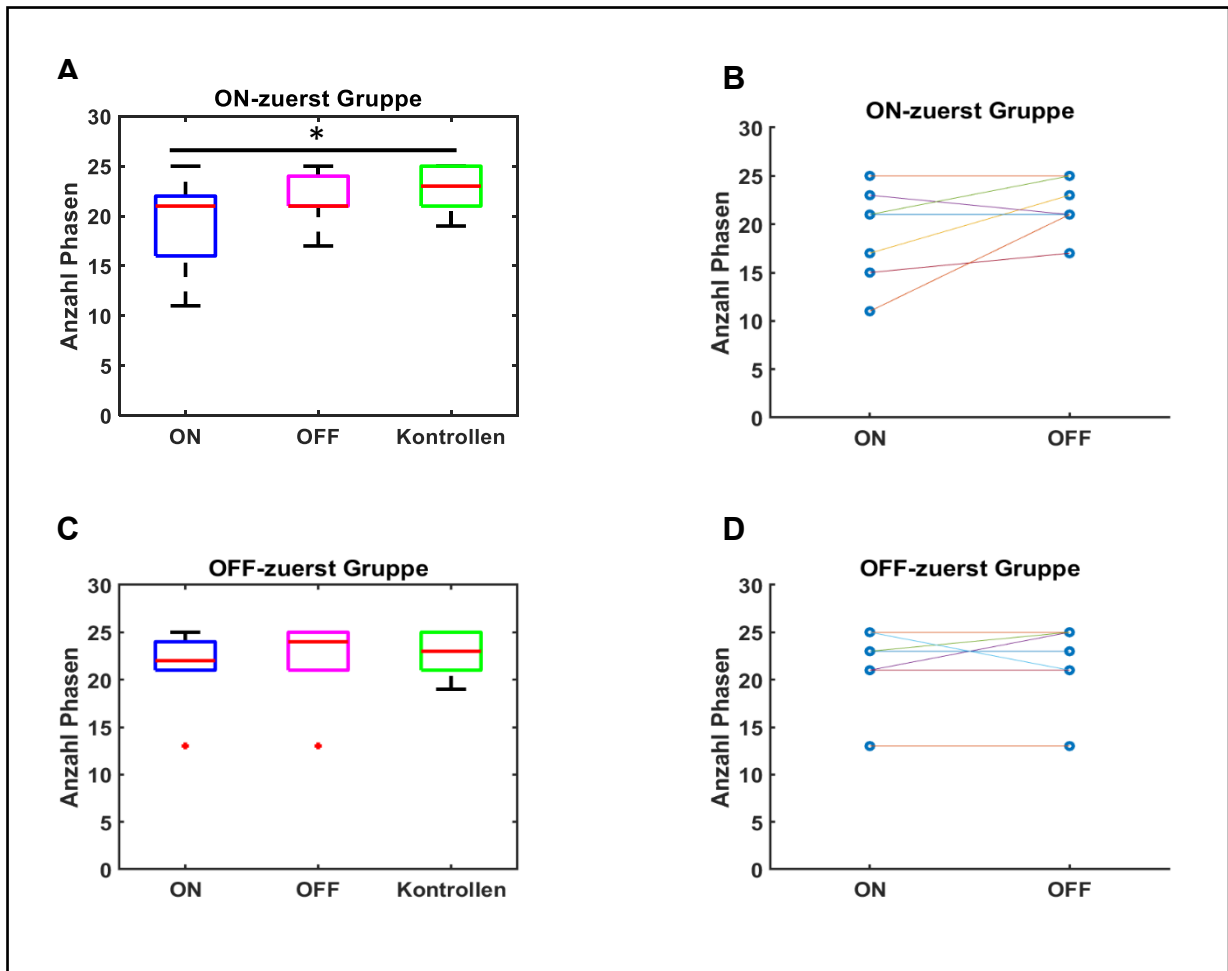 A
ON-zuerst Gruppe
*
Anzahl Phasen
30
25
20
15
10
5
0
ON OFF Kontrollen
B
ON-zuerst Gruppe
Anzahl Phasen
30
25
20
15
10
5
0
ON OFF
C
OFF-zuerst Gruppe
Anzahl Phasen
30
25
20
15
10
5
0
ON OFF Kontrollen
D
OFF-zuerst Gruppe
Anzahl Phasen
30
25
20
15
10
5
0
ON OFF